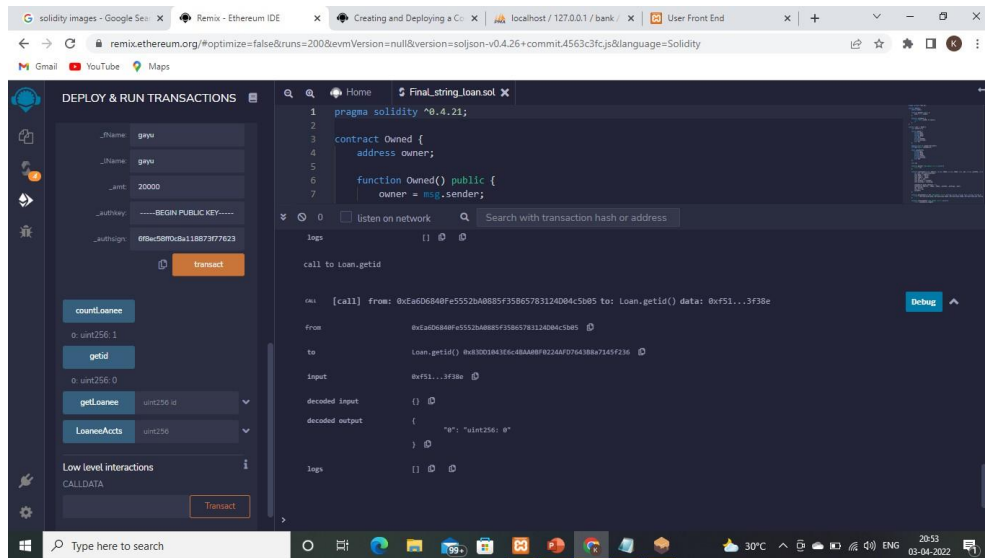 solidity images - Google Sea
Remix - Ethereum IDE
Creating and Deploying a Co
localhost / 127.0.0.1 / bank /
User Front End
remix.ethereum.org/#optimize=false&runs=200&evmVersion=null&version=soljson-v0.4.26+commit.4563c3fc.js&language=Solidity
K
Gmail YouTube Maps
DEPLOY & RUN TRANSACTIONS
Home
Final_string_loan.sol
_fName: gayu
_lName: gayu
_amt: 20000
_authkey: -----BEGIN PUBLIC KEY-----
_authsign: 6f8ec58ff0c8a118873f77623
transact
countLoanee
0: uint256: 1
getid
0: uint256: 0
getLoanee uint256 id
LoaneeAccts uint256
Low level interactions
i
CALLDATA
Transact
1 pragma solidity ^0.4.21;
2
3 contract Owned {
4 address owner;
5
6 function Owned() public {
7 owner = msg.sender;
0 listen on network Search with transaction hash or address
logs []
call to Loan.getid
CALL [call] from: 0xEa6D6840Fe5552bA0885f35B65783124D04c5b05 to: Loan.getid() data: 0xf51...3f38e
Debug
from 0xEa6D6840Fe5552bA0885f35B65783124D04c5b05
to Loan.getid() 0x83DD1043E6c4BAA0BF0224AFD7643B8a7145f236
input 0xf51...3f38e
decoded input {}
decoded output {
"0": "uint256: 0"
}
logs []
>
Type here to search
99+
30°C
ENG
20:53
03-04-2022